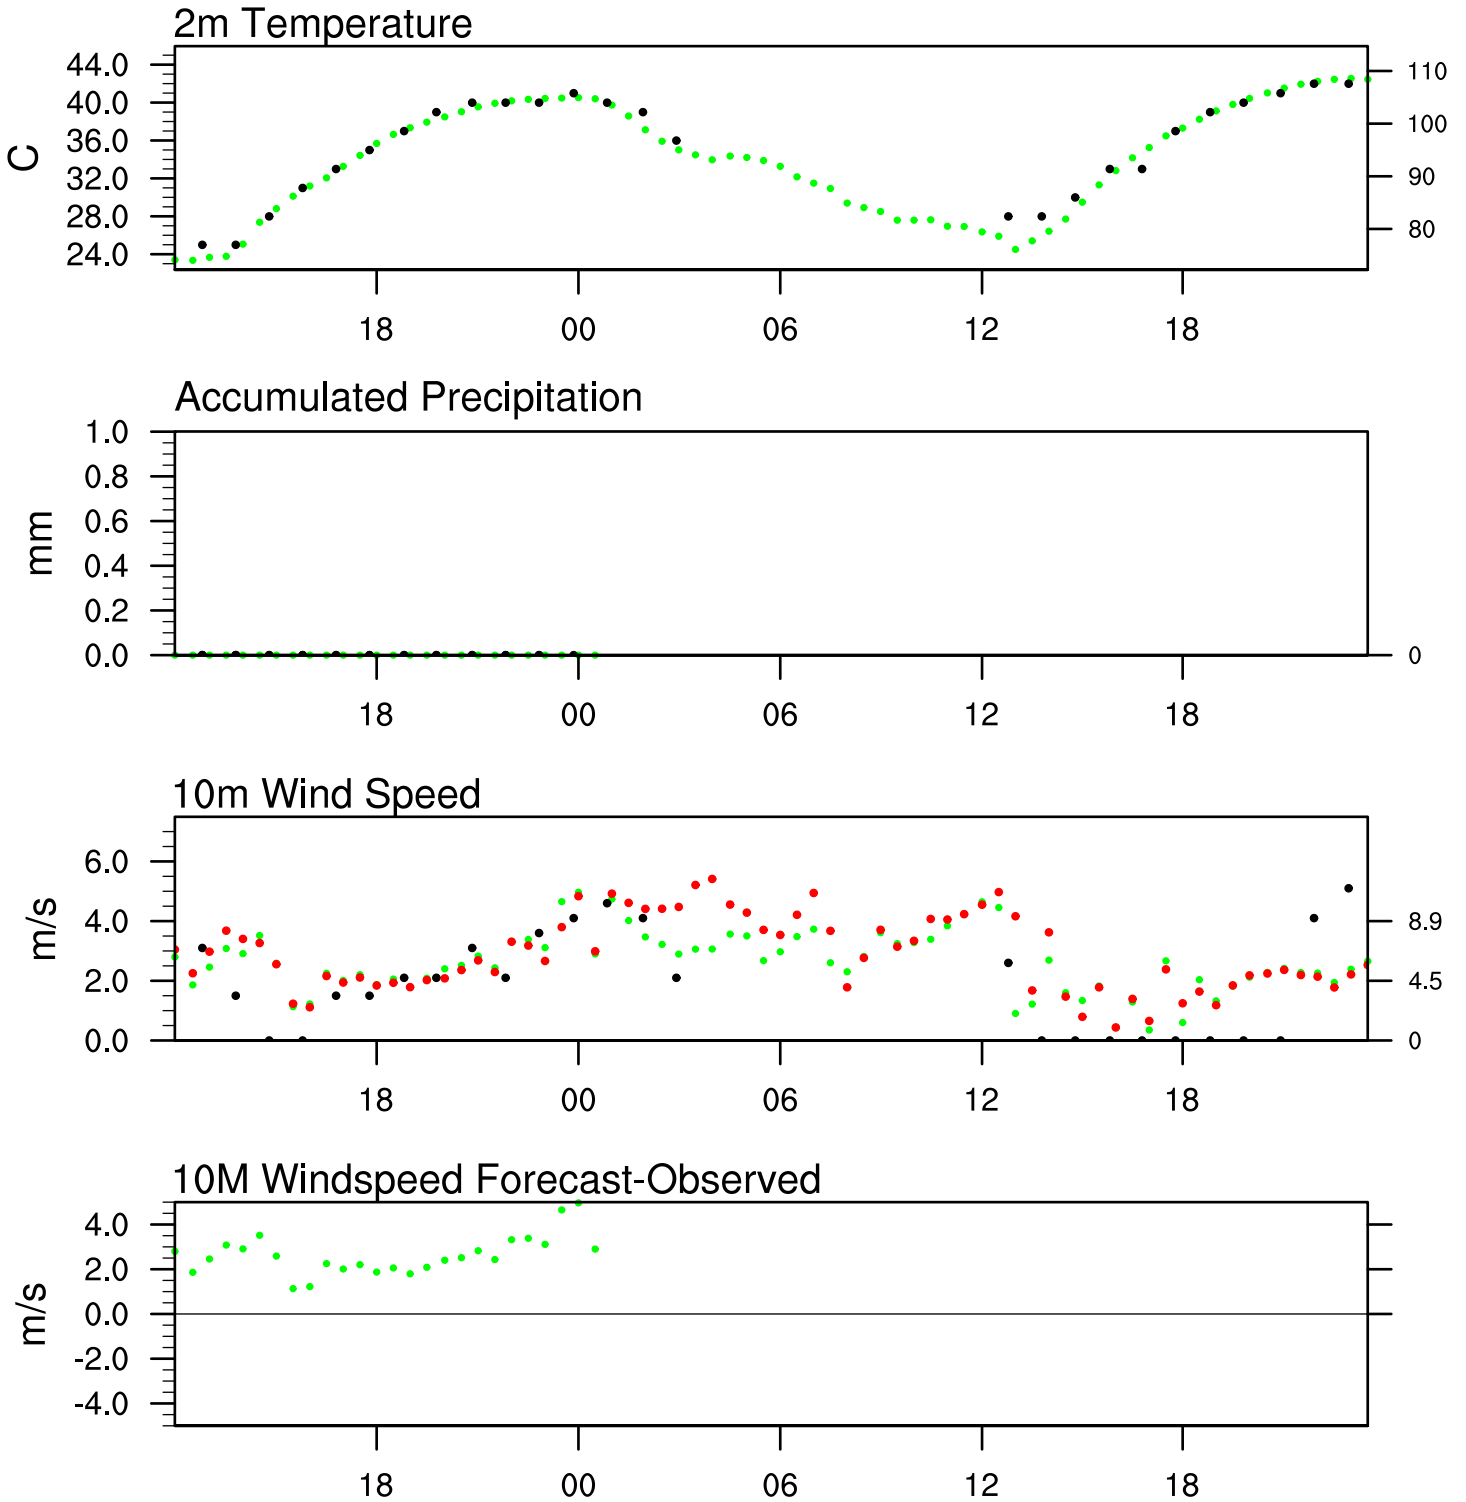 2m Temperature
44.0
40.0
36.0
32.0
28.0
24.0
C
110
100
90
80
18 00 06 12 18
Accumulated Precipitation
1.0
0.8
0.6
0.4
0.2
0.0
mm
0
18 00 06 12 18
10m Wind Speed
6.0
4.0
2.0
0.0
m/s
8.9
4.5
0
18 00 06 12 18
10M Windspeed Forecast-Observed
4.0
2.0
0.0
-2.0
-4.0
m/s
18 00 06 12 18